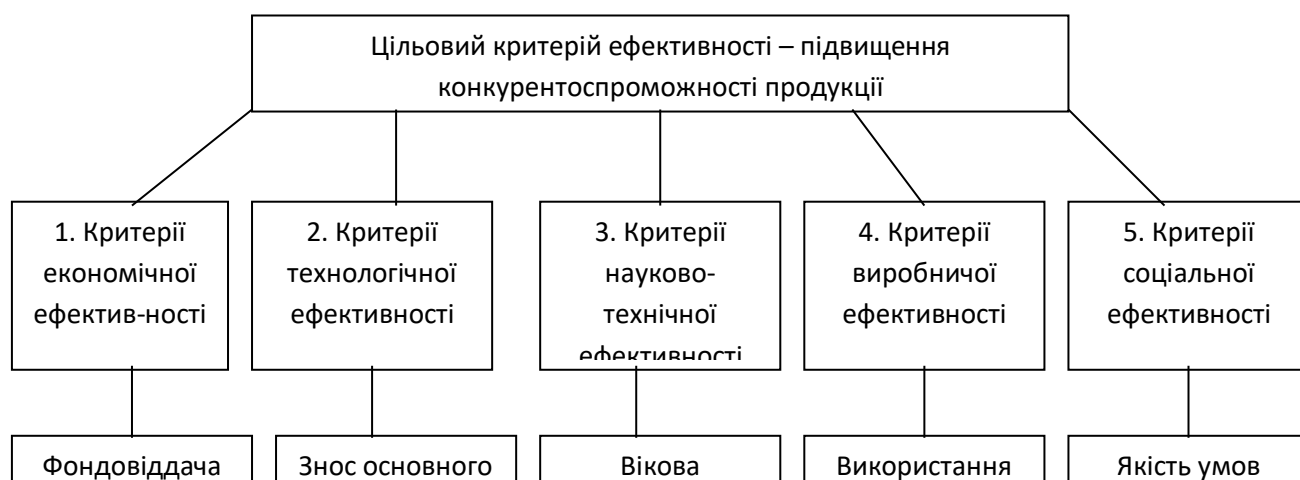 Цільовий критерій ефективності – підвищення
конкурентоспроможності продукції
1. Критерії
економічної
ефектив-ності
2. Критерії
технологічної
ефективності
3. Критерії
науково-
технічної
ефективності
4. Критерії
виробничої
ефективності
5. Критерії
соціальної
ефективності
Фондовіддача
Знос основного
Вікова
Використання
Якість умов